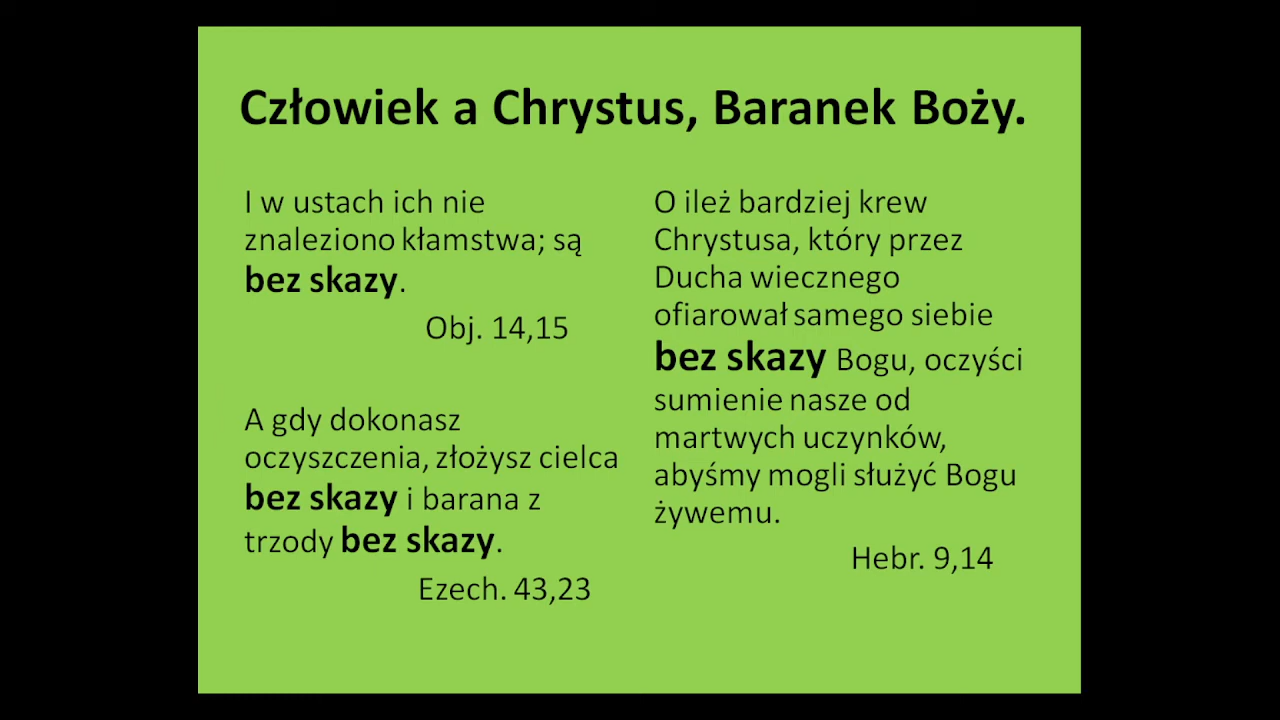 Człowiek a Chrystus, Baranek Boży.
I w ustach ich nie
znaleziono kłamstwa; są
bez skazy.
Obj. 14,15
A gdy dokonasz
oczyszczenia, złożysz cielca
bez skazy i barana z
trzody bez skazy.
Ezech. 43,23
O ileż bardziej krew
Chrystusa, który przez
Ducha wiecznego
ofiarował samego siebie
bez skazy Bogu, oczyści
sumienie nasze od
martwych uczynków,
abyśmy mogli służyć Bogu
żywemu.
Hebr. 9,14